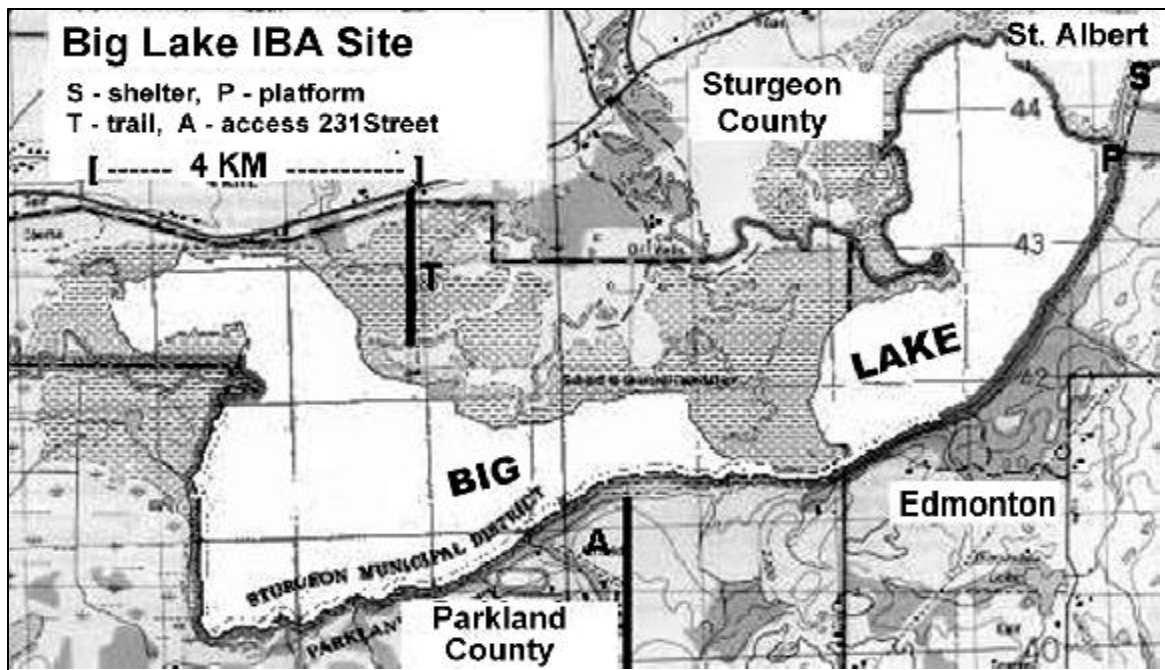 Big Lake IBA Site
S - shelter, P - platform
T - trail, A - access 231Street
[ ------ 4 KM ------------ ]
St. Albert
S
Sturgeon
County
44
P
43
T
LAKE
42
BIG
Edmonton
A
STURGEON MUNICIPAL DISTRICT
Parkland
County
40